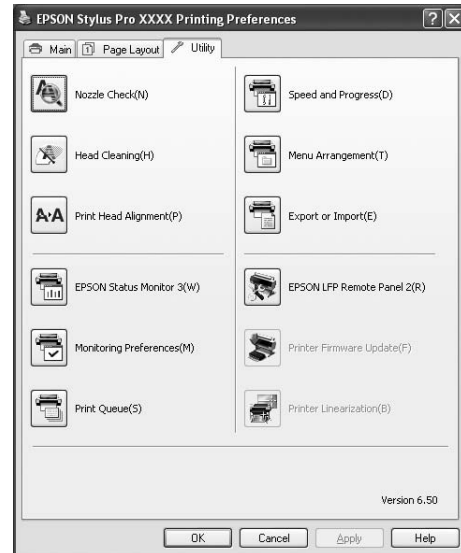 EPSON Stylus Pro XXXX Printing Preferences
Main
Page Layout
Utility
Nozzle Check(N)
Head Cleaning(H)
Print Head Alignment(P)
EPSON Status Monitor 3(W)
Monitoring Preferences(M)
Print Queue(S)
Speed and Progress(D)
Menu Arrangement(T)
Export or Import(E)
EPSON LFP Remote Panel 2(R)
Printer Firmware Update(F)
Printer Linearization(B)
Version 6.50
OK
Cancel
Apply
Help